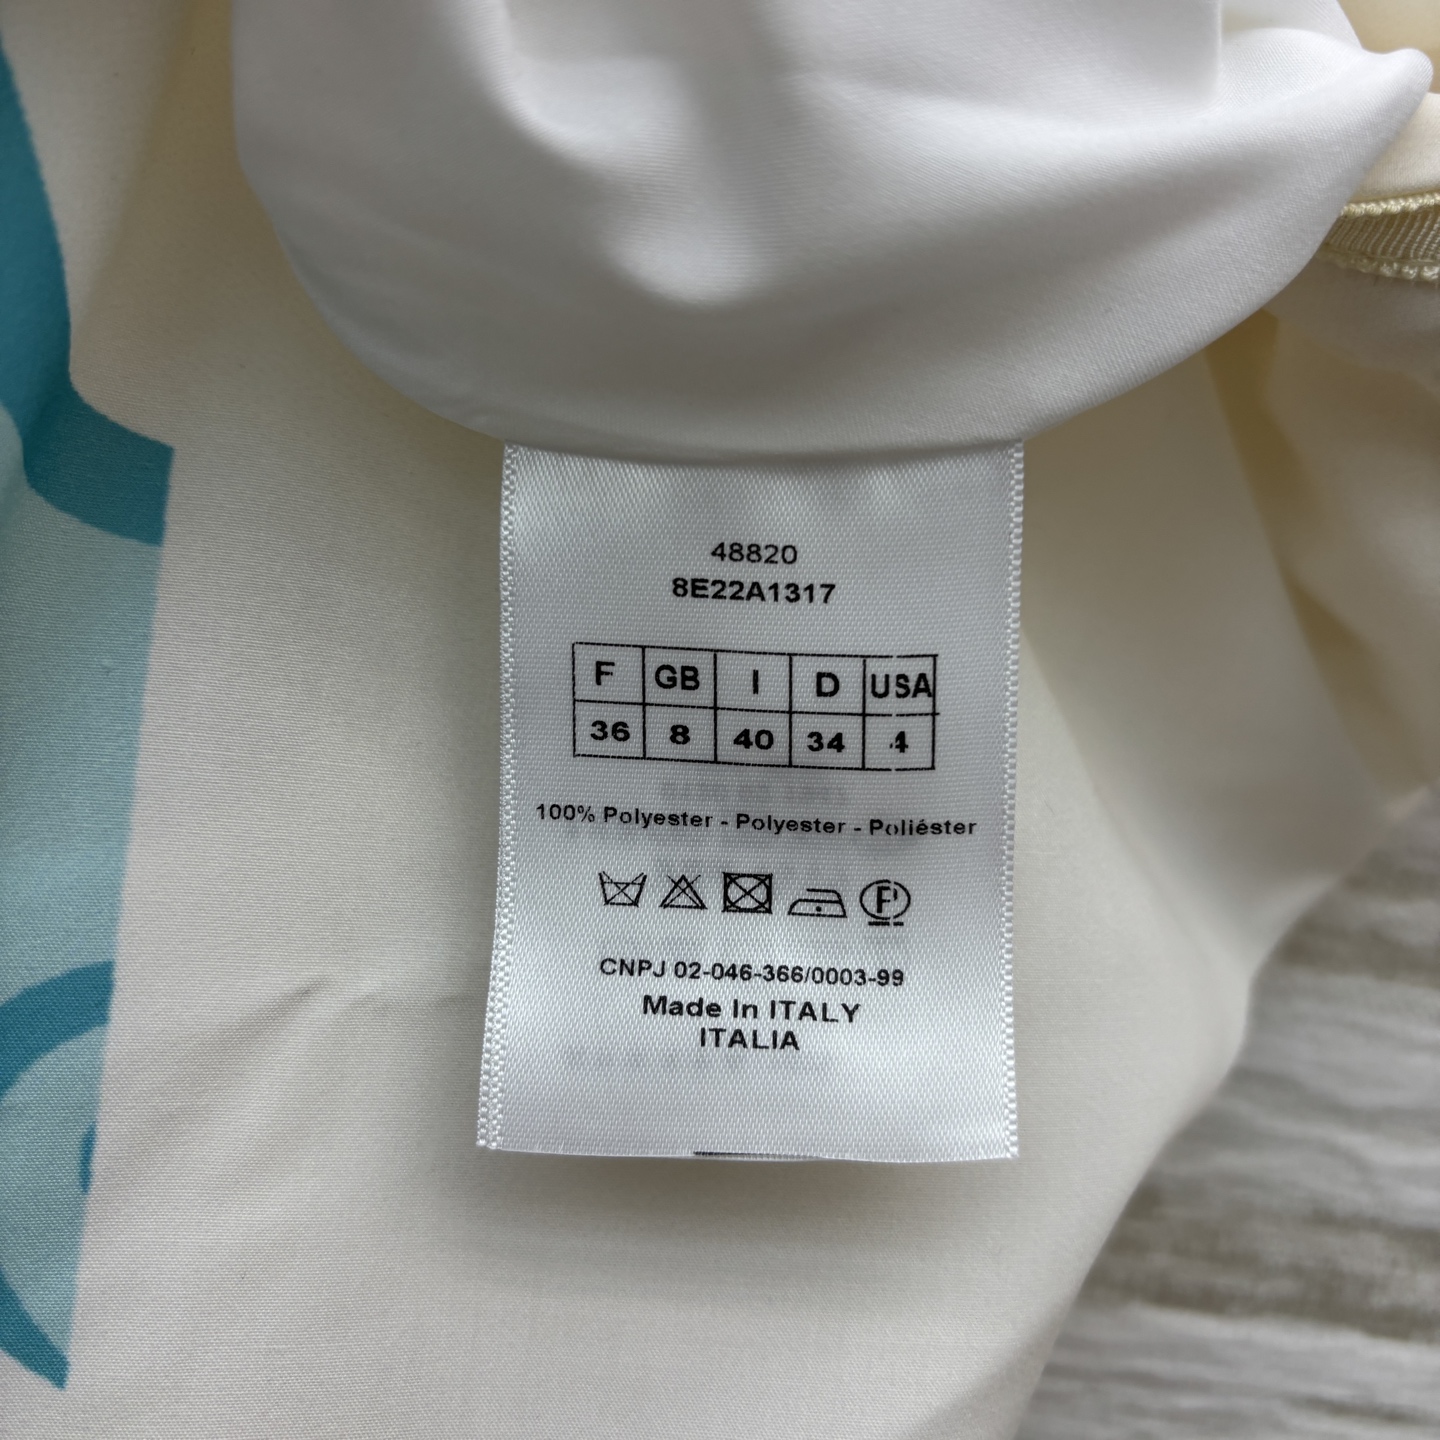 48820
8E22A1317
F GB I D USA
36 8 40 34 4
100% Polyester - Polyester - Poliéster
F
CNPJ 02-046-366/0003-99
Made In ITALY
ITALIA